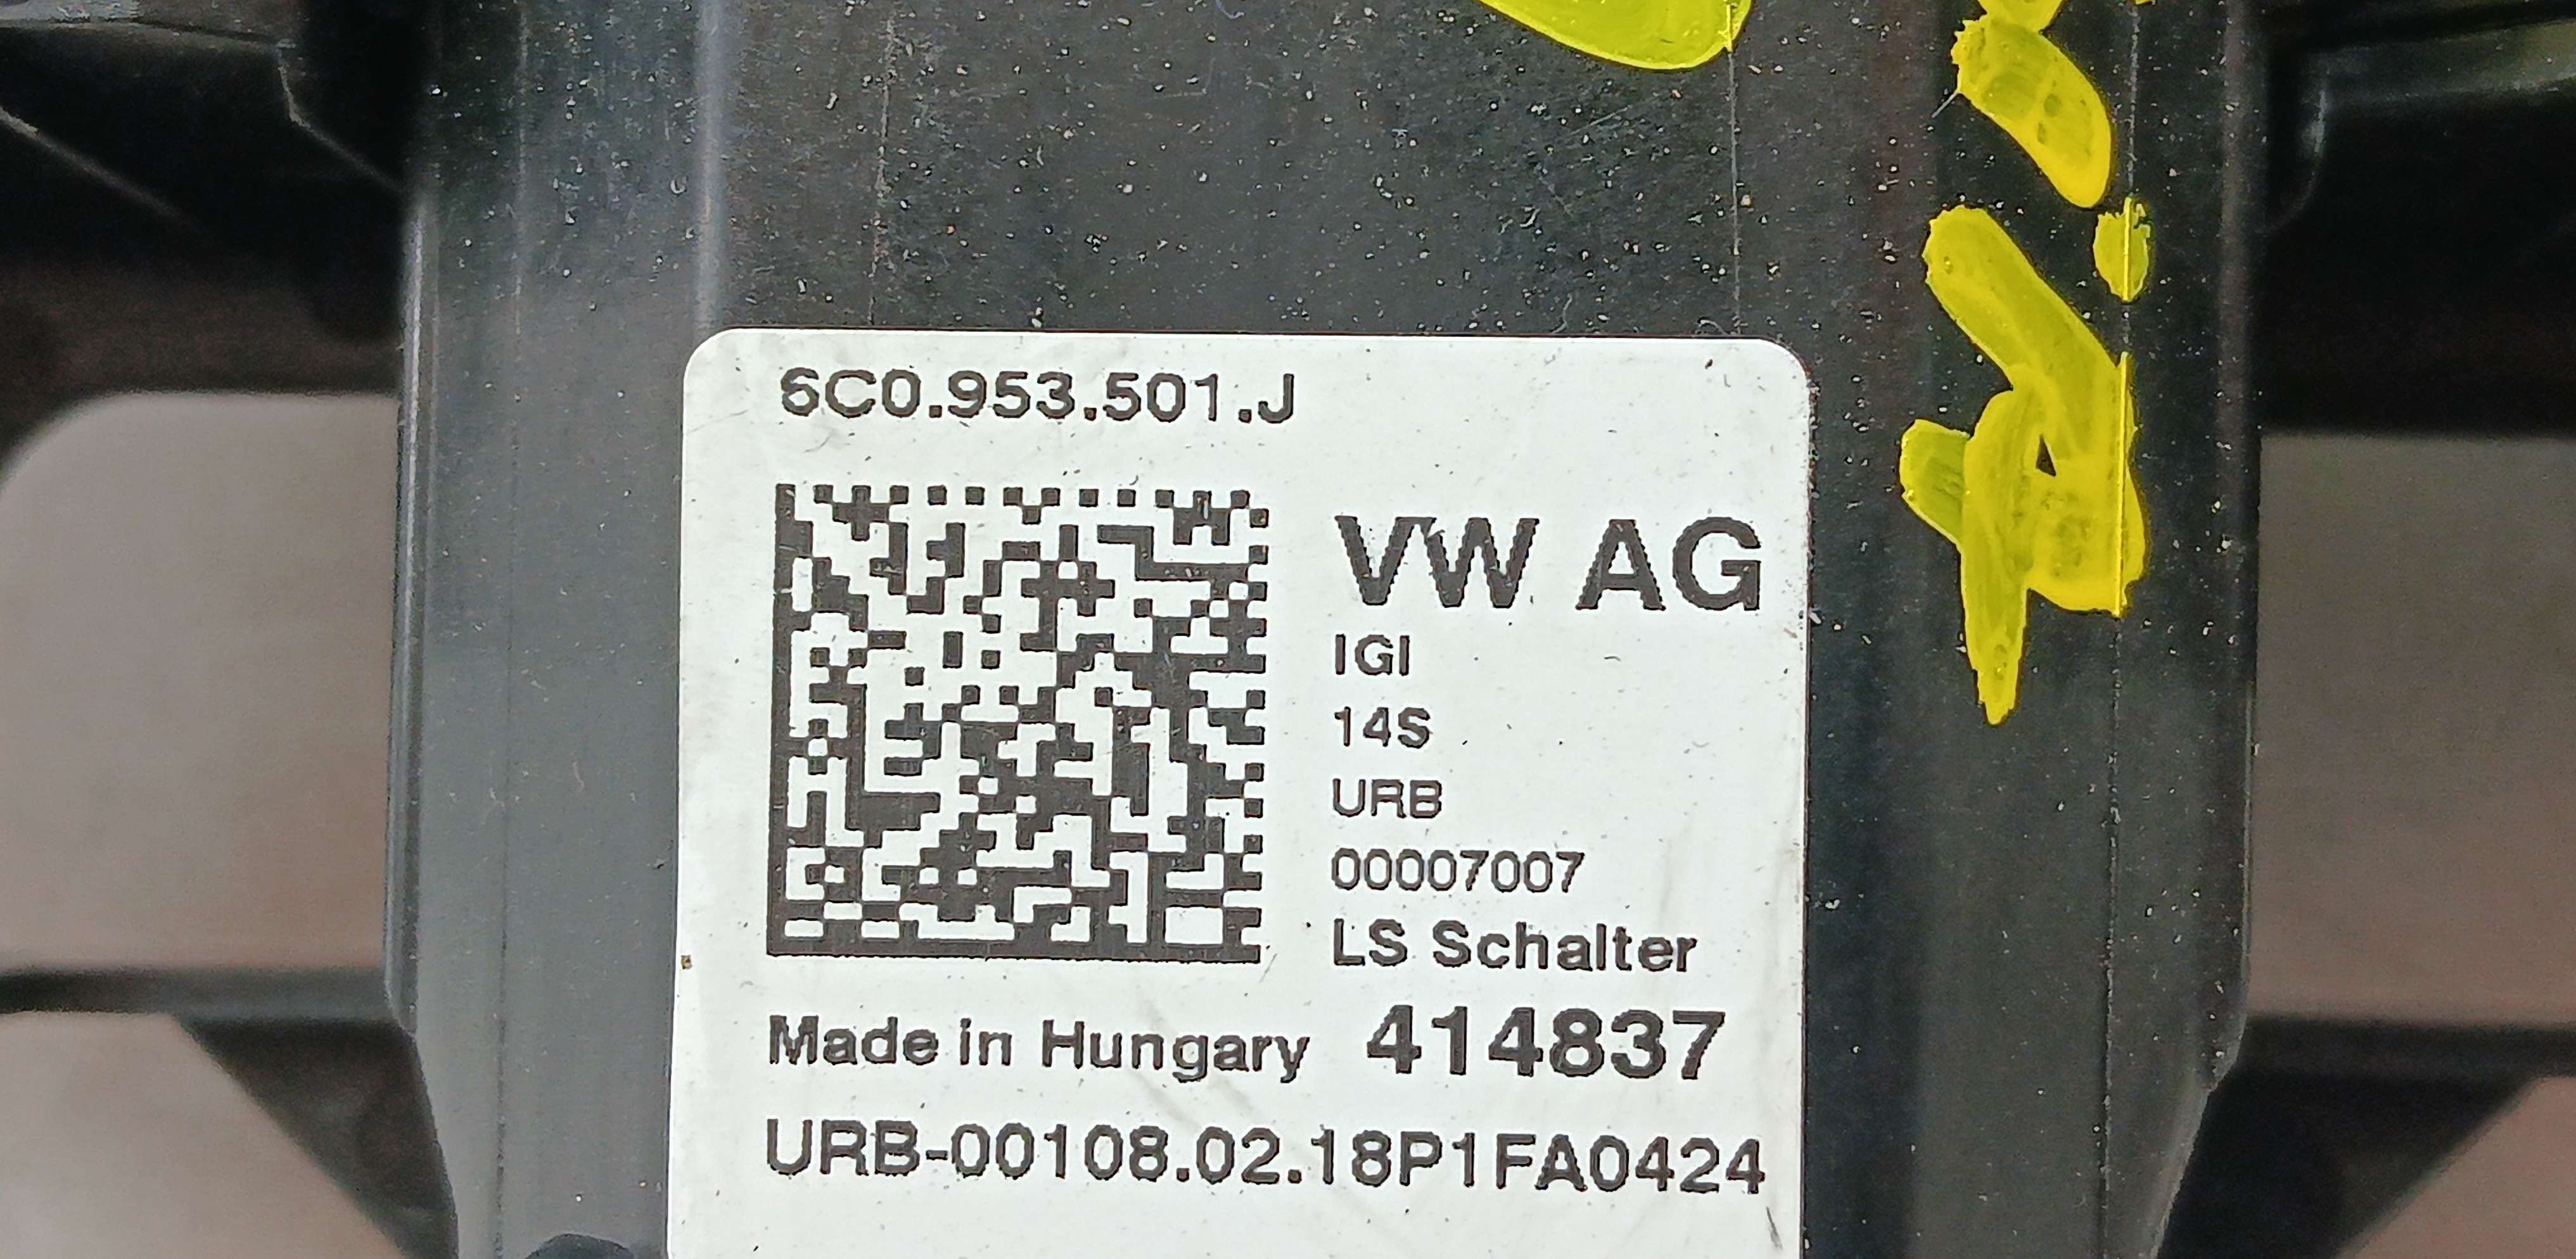 6C0.953.501.J
VW AG
IGI
14S
URB
00007007
LS Schalter
Made in Hungary 414837
URB-00108.02.18P1FA0424